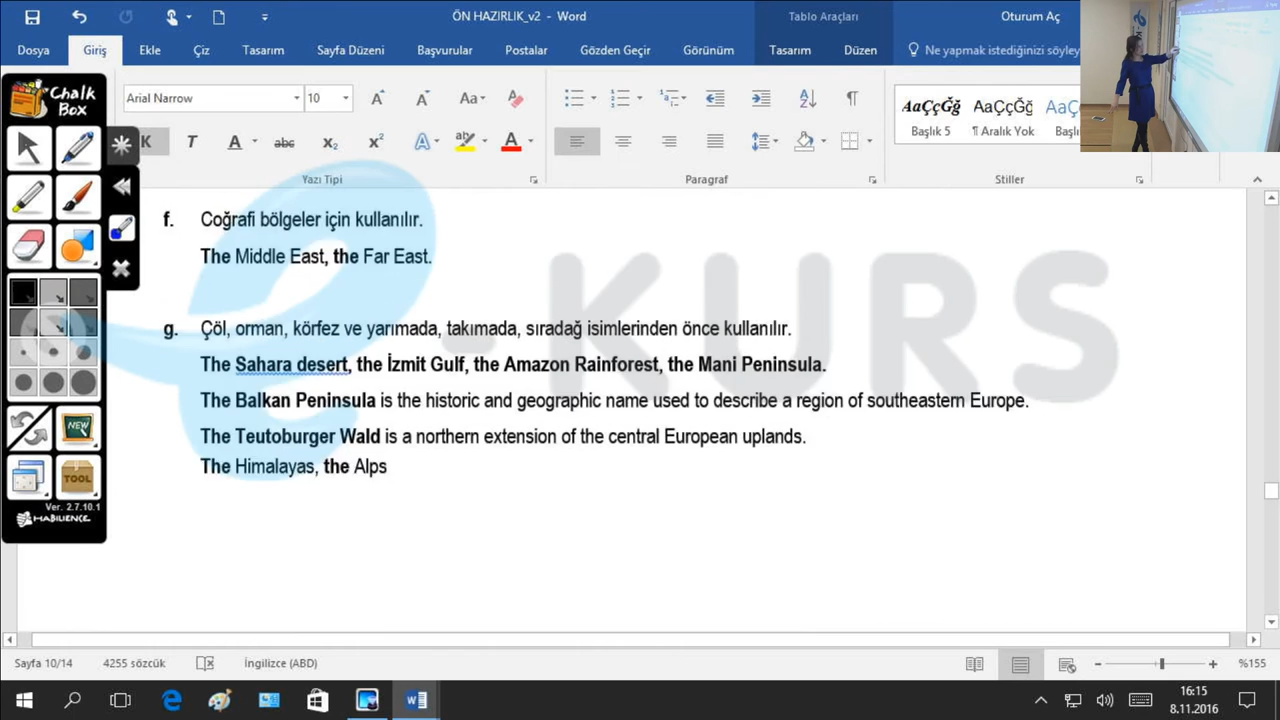 ÖN HAZIRLIK_v2 - Word
Tablo Araçları
Oturum Aç
Dosya
Giriş
Ekle
Çiz
Tasarım
Sayfa Düzeni
Başvurular
Postalar
Gözden Geçir
Görünüm
Tasarım
Düzen
Ne yapmak istediğinizi söyley
Chalk Box
Arial Narrow
10
Aa
K
T
A
abc
x₂
x²
A
ab
A
AaÇçĞğ
AaÇçĞğ
AaÇç
Başlık 5
¶ Aralık Yok
Başlı
Yazı Tipi
Paragraf
Stiller
e-KURS
f. Coğrafi bölgeler için kullanılır.
The Middle East, the Far East.
g. Çöl, orman, körfez ve yarımada, takımada, sıradağ isimlerinden önce kullanılır.
The Sahara desert, the İzmit Gulf, the Amazon Rainforest, the Mani Peninsula.
The Balkan Peninsula is the historic and geographic name used to describe a region of southeastern Europe.
The Teutoburger Wald is a northern extension of the central European uplands.
The Himalayas, the Alps
NEW
TOOL
Ver. 2.7.10.1
HABILIENCE
Sayfa 10/14
4255 sözcük
İngilizce (ABD)
%155
16:15
8.11.2016